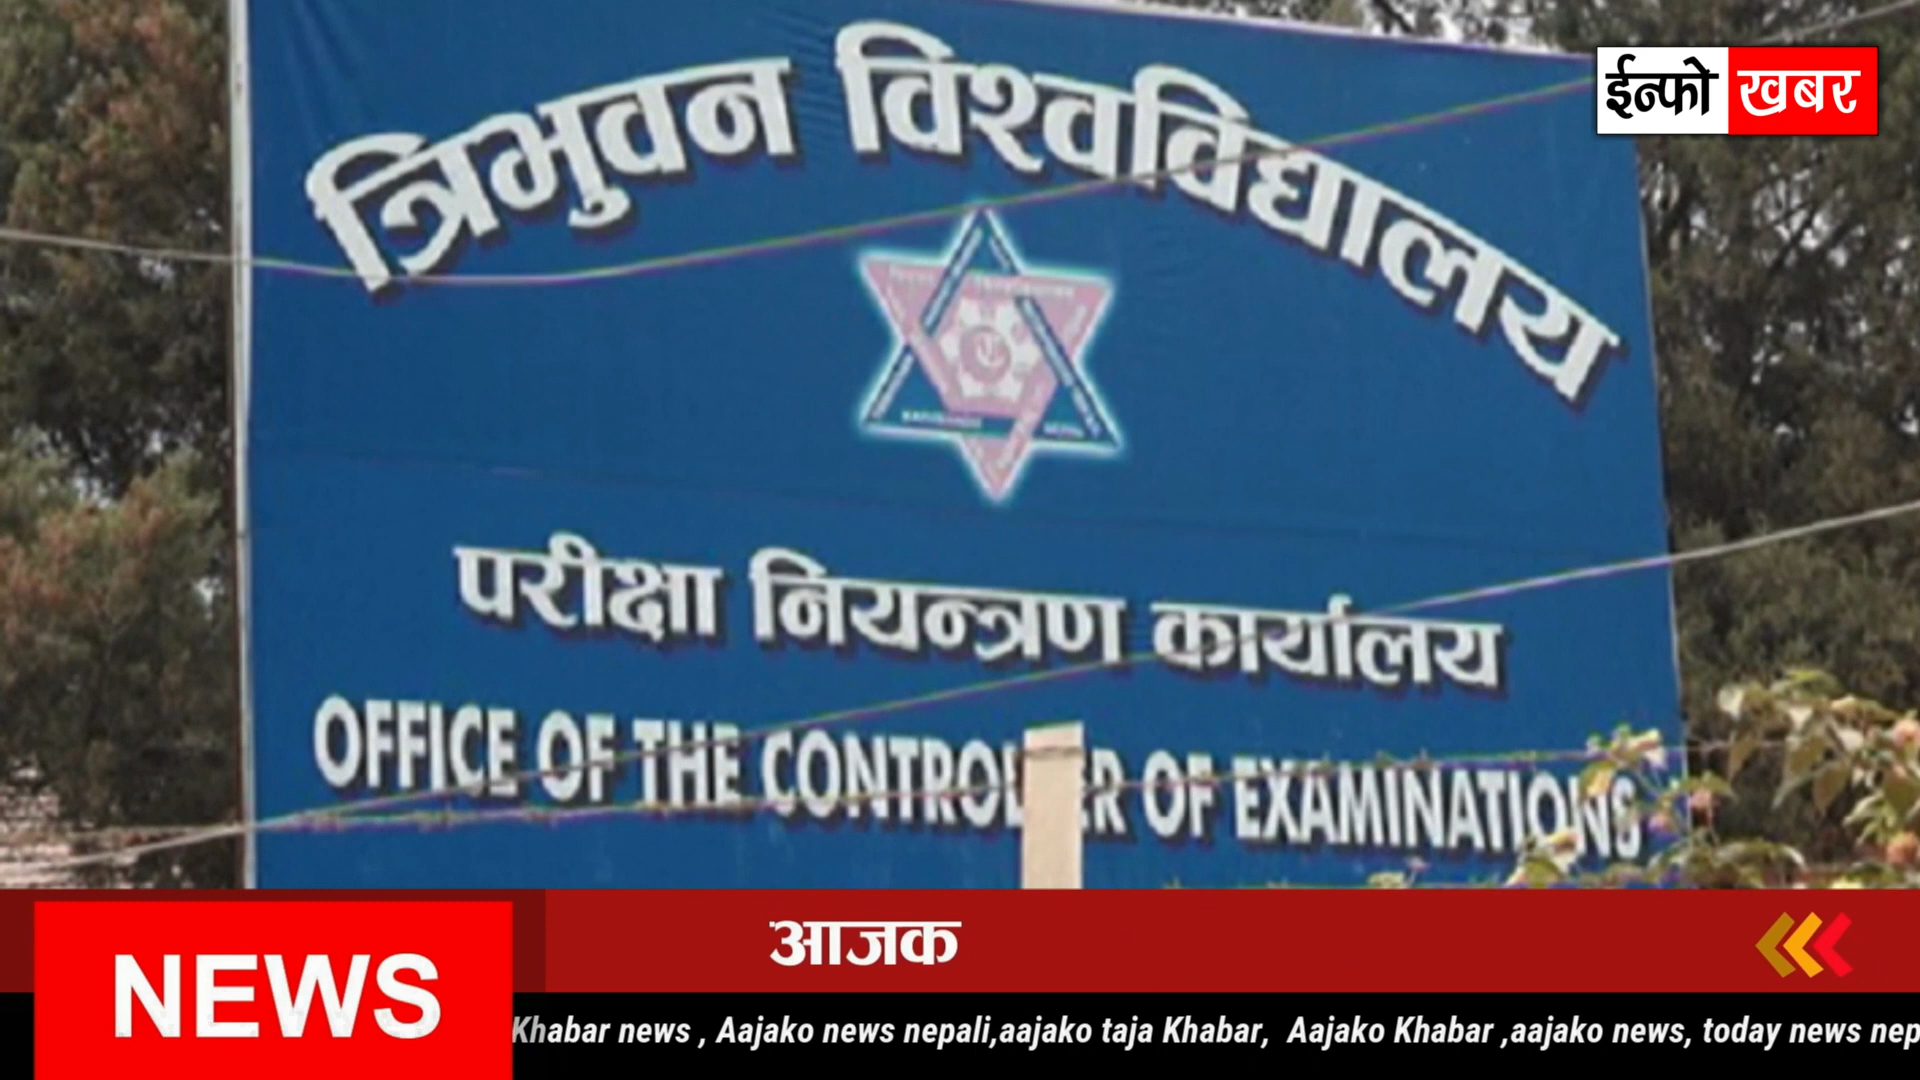 ईन्फो खबर
त्रिभुवन विश्वविद्यालय
परीक्षा नियन्त्रण कार्यालय
OFFICE OF THE CONTROLLER OF EXAMINATIONS
आजक
NEWS
Khabar news , Aajako news nepali,aajako taja Khabar, Aajako Khabar ,aajako news, today news nep